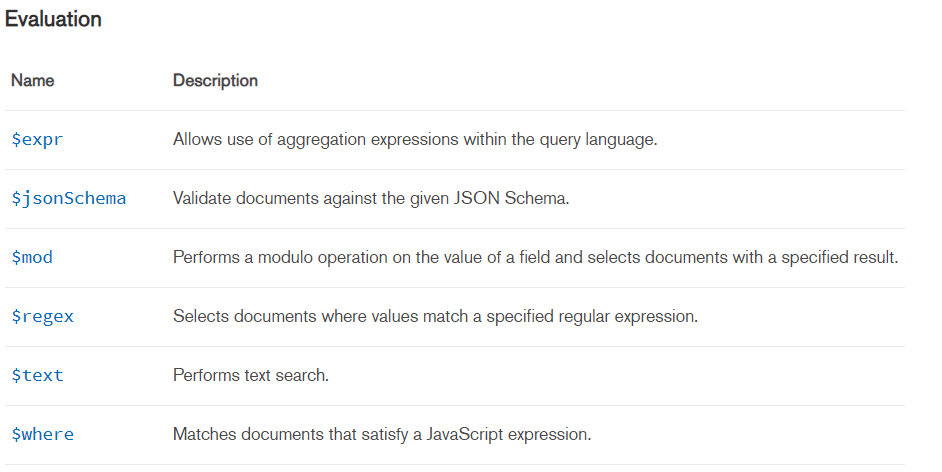 Evaluation
Name Description
$expr Allows use of aggregation expressions within the query language.
$jsonSchema Validate documents against the given JSON Schema.
$mod Performs a modulo operation on the value of a field and selects documents with a specified result.
$regex Selects documents where values match a specified regular expression.
$text Performs text search.
$where Matches documents that satisfy a JavaScript expression.